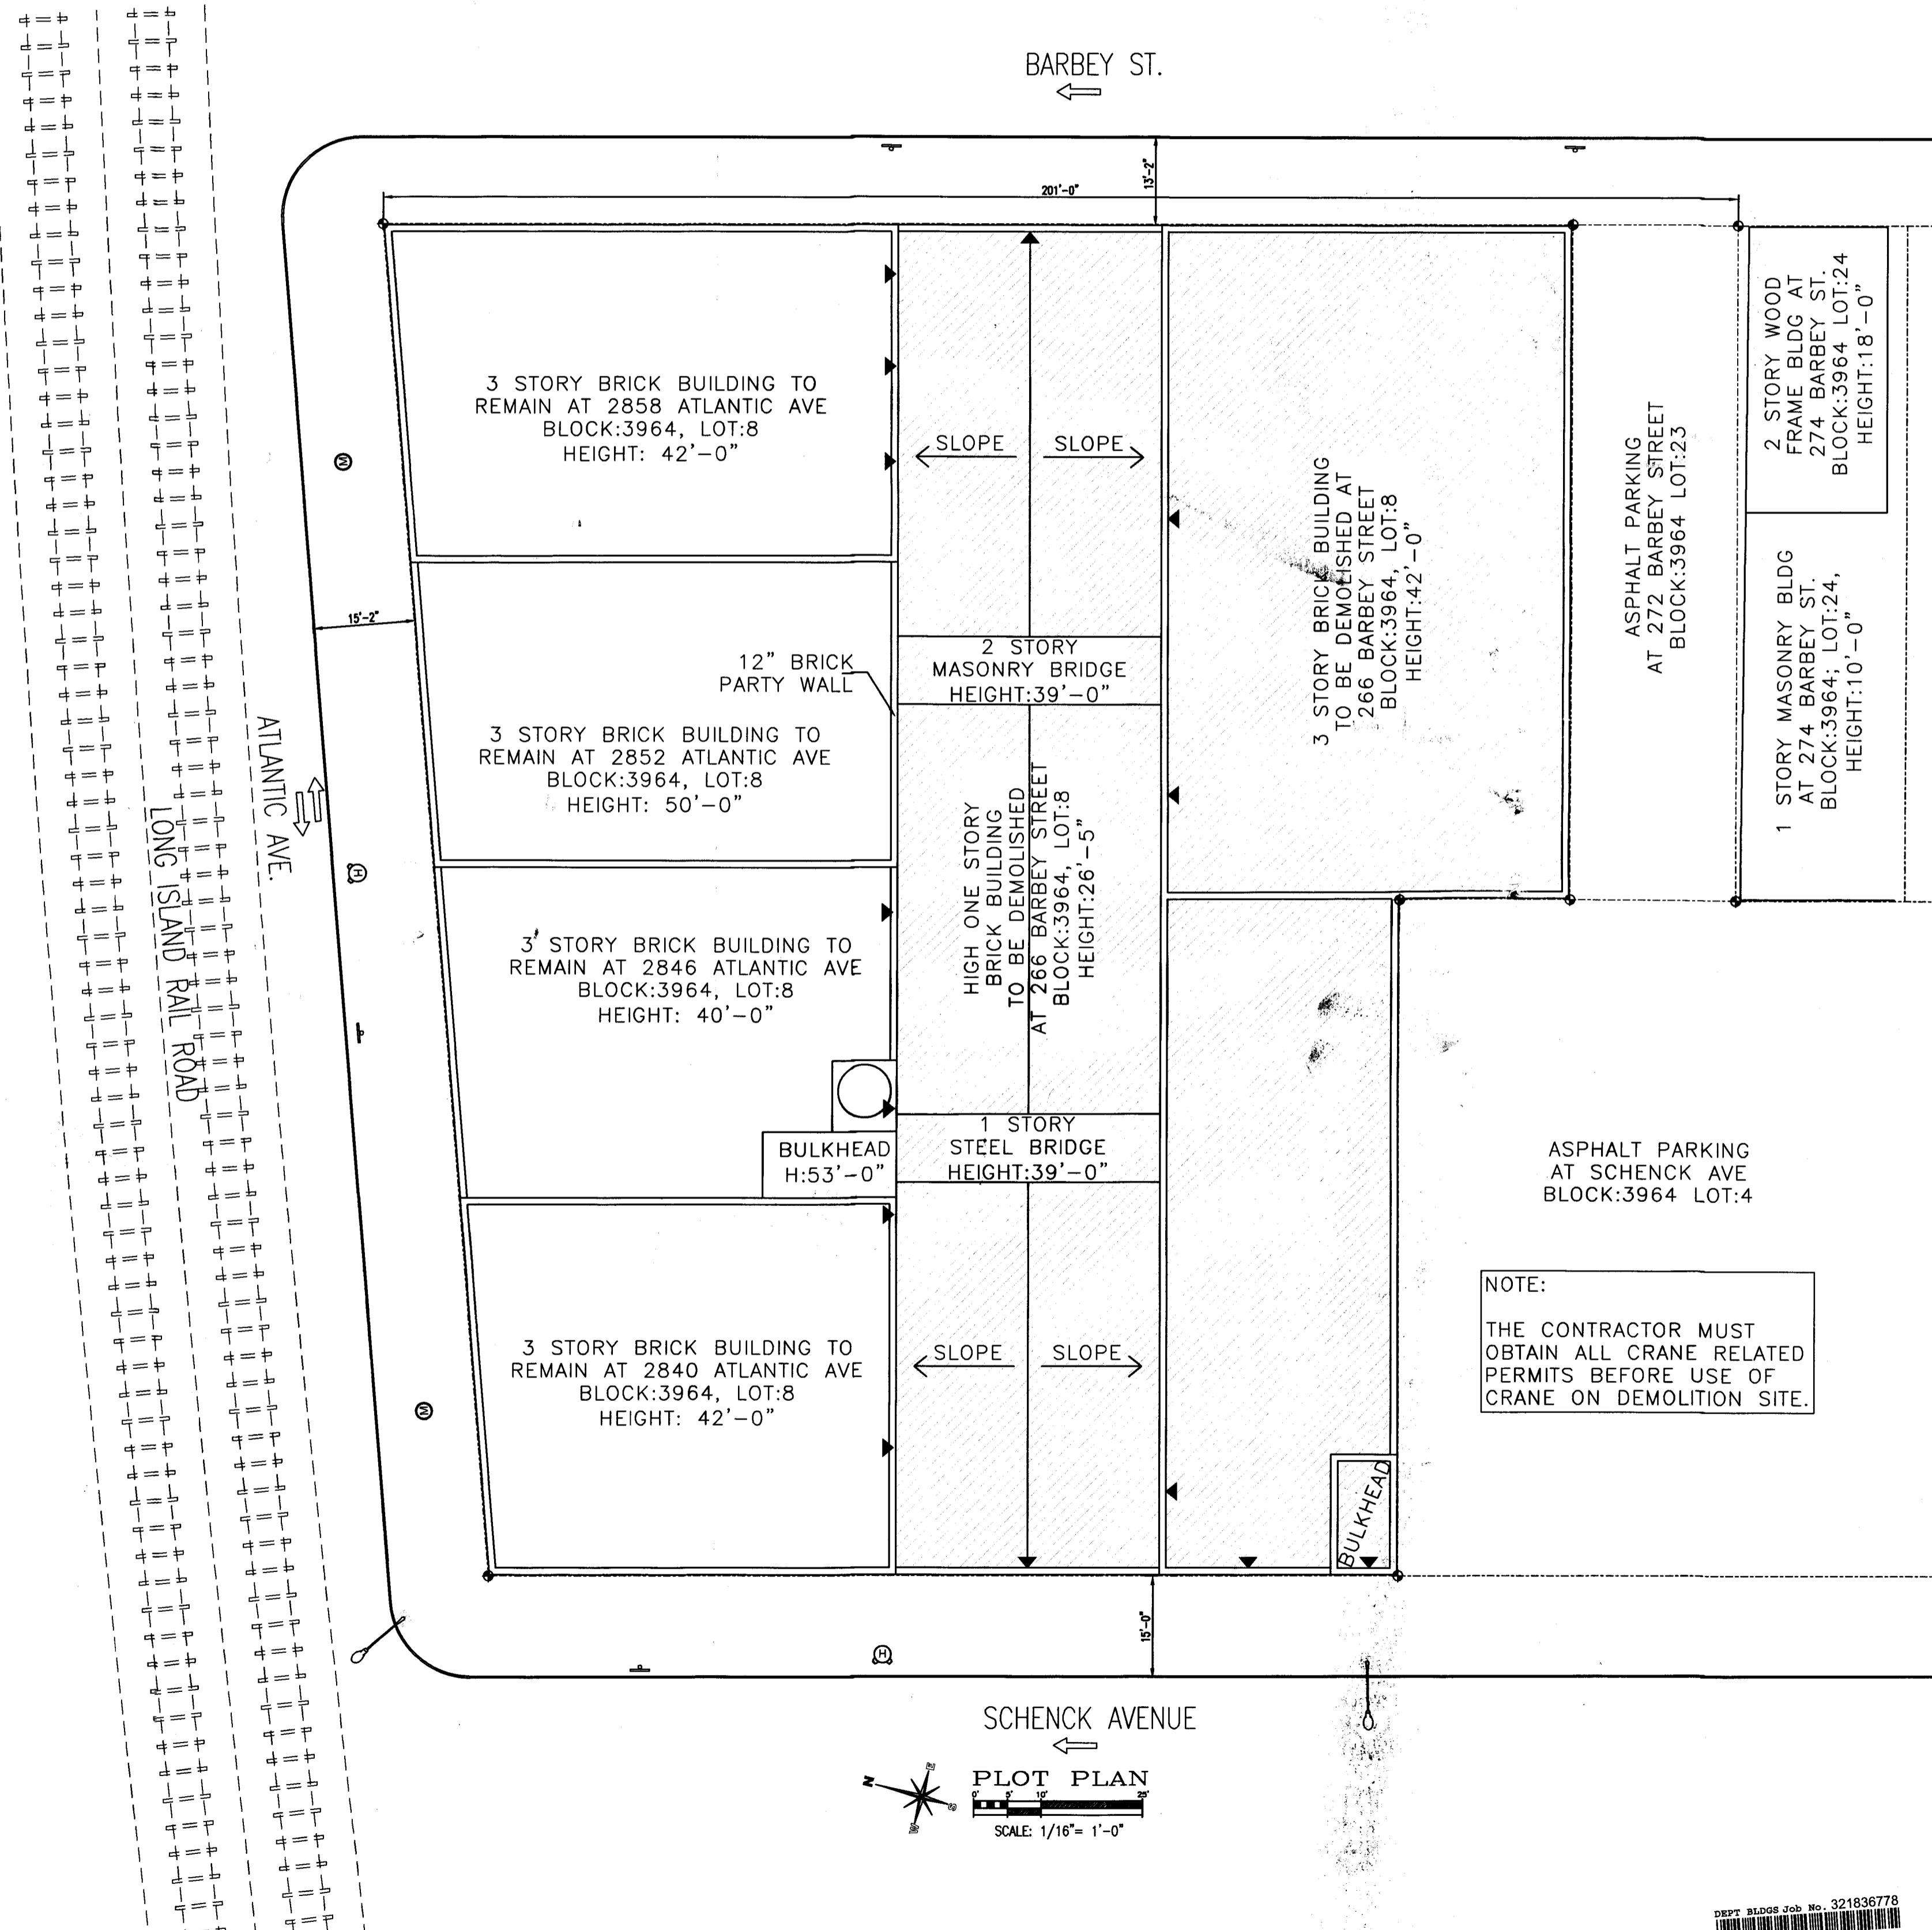 BARBEY ST.
201'-0"
13'-2"
3 STORY BRICK BUILDING TO
REMAIN AT 2858 ATLANTIC AVE
BLOCK:3964, LOT:8
HEIGHT: 42'-0"
SLOPE
SLOPE
3 STORY BRICK BUILDING
TO BE DEMOLISHED AT
266 BARBEY STREET
BLOCK:3964, LOT:8
HEIGHT:42'-0"
ASPHALT PARKING
AT 272 BARBEY STREET
BLOCK:3964 LOT:23
2 STORY WOOD
FRAME BLDG AT
274 BARBEY ST.
BLOCK:3964 LOT:24
HEIGHT:18'-0"
1 STORY MASONRY BLDG
AT 274 BARBEY ST.
BLOCK:3964, LOT:24,
HEIGHT:10'-0"
M
15'-2"
12" BRICK
PARTY WALL
2 STORY
MASONRY BRIDGE
HEIGHT:39'-0"
3 STORY BRICK BUILDING TO
REMAIN AT 2852 ATLANTIC AVE
BLOCK:3964, LOT:8
HEIGHT: 50'-0"
ATLANTIC AVE.
LONG ISLAND RAIL ROAD
H
HIGH ONE STORY
BRICK BUILDING
TO BE DEMOLISHED
AT 266 BARBEY STREET
BLOCK:3964, LOT:8
HEIGHT:26'-5"
3 STORY BRICK BUILDING TO
REMAIN AT 2846 ATLANTIC AVE
BLOCK:3964, LOT:8
HEIGHT: 40'-0"
BULKHEAD
H:53'-0"
1 STORY
STEEL BRIDGE
HEIGHT:39'-0"
ASPHALT PARKING
AT SCHENCK AVE
BLOCK:3964 LOT:4
NOTE:
THE CONTRACTOR MUST
OBTAIN ALL CRANE RELATED
PERMITS BEFORE USE OF
CRANE ON DEMOLITION SITE.
3 STORY BRICK BUILDING TO
REMAIN AT 2840 ATLANTIC AVE
BLOCK:3964, LOT:8
HEIGHT: 42'-0"
SLOPE
SLOPE
M
BULKHEAD
15'-0"
H
SCHENCK AVENUE
N
E
S
W
PLOT PLAN
0' 5' 10' 25'
SCALE: 1/16"= 1'-0"
DEPT BLDGS Job No. 321836778